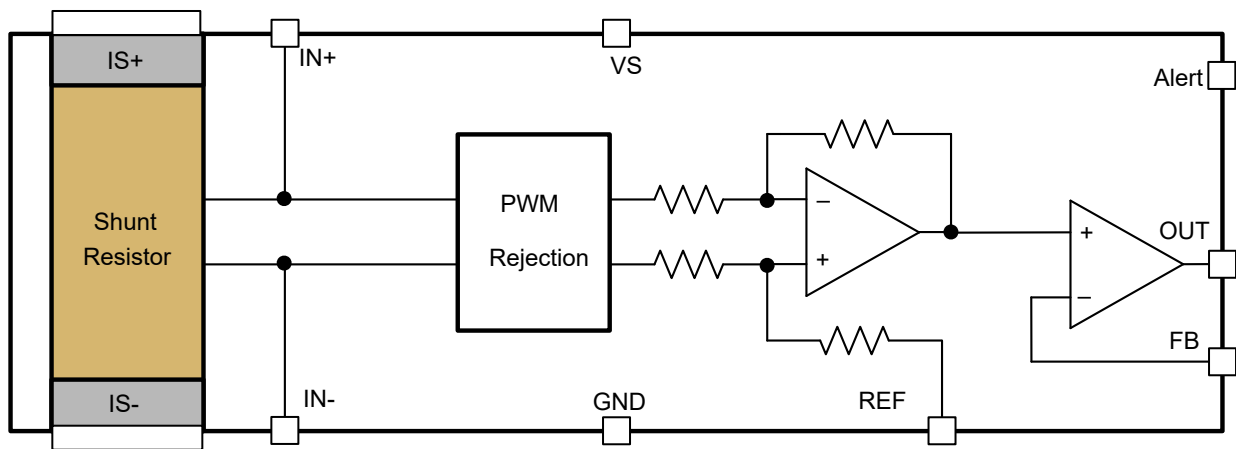 IS+
IN+
VS
Alert
Shunt
Resistor
PWM
Rejection
−
+
+
−
OUT
FB
IS-
IN-
GND
REF